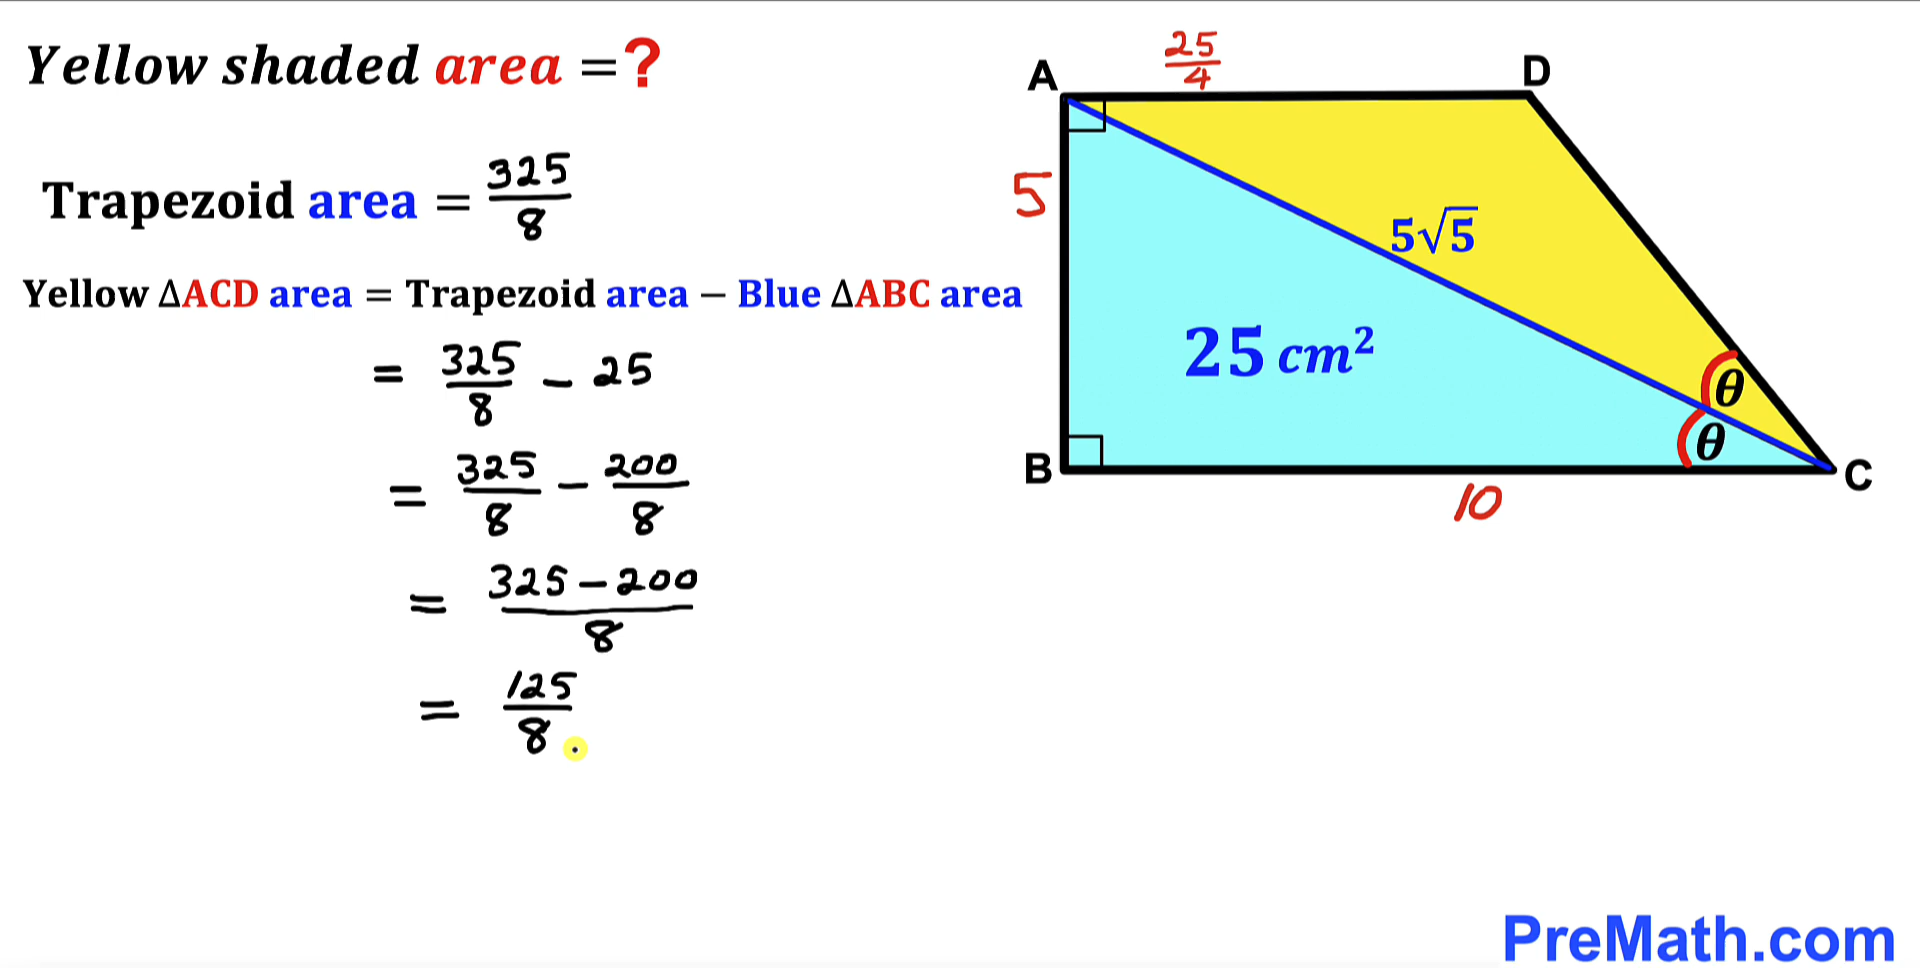 Yellow shaded area = ?
Trapezoid area = 325/8
Yellow ΔACD area = Trapezoid area − Blue ΔABC area
= 325/8 − 25
= 325/8 − 200/8
= 325−200/8
= 125/8.
A
25/4
D
5
5√5
25 cm²
θ
θ
B
10
C
PreMath.com